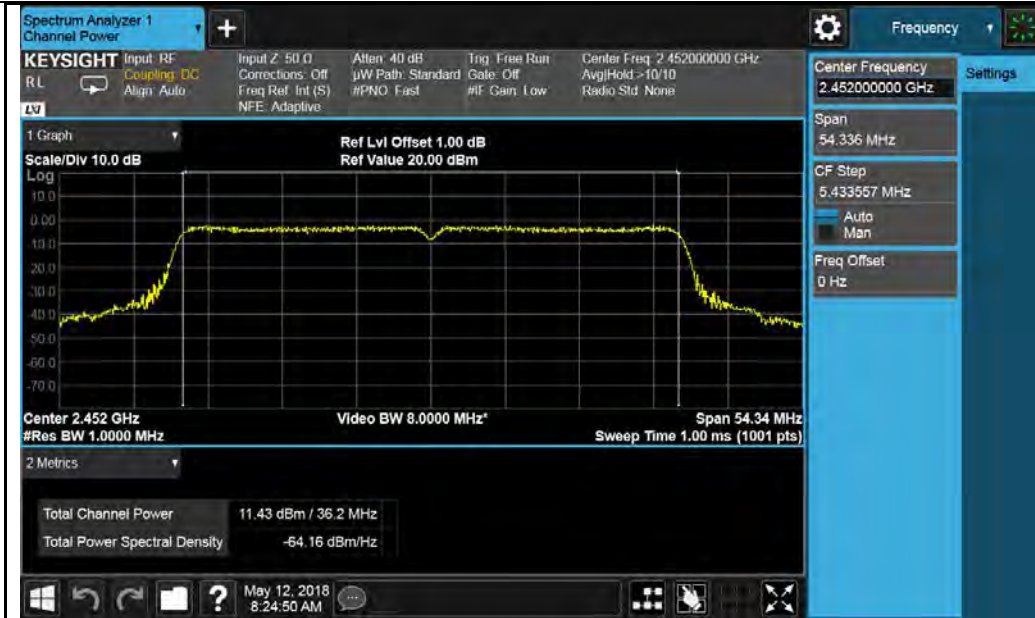 Spectrum Analyzer 1
Channel Power
+
Frequency
KEYSIGHT Input: RF Input Z: 50 Ω Atten: 40 dB Trig: Free Run Center Freq: 2.452000000 GHz
RL Coupling: DC Corrections: Off µW Path: Standard Gate: Off Avg|Hold:>10/10
Align: Auto Freq Ref: Int (S) #PNO: Fast #IF Gain: Low Radio Std: None
LXI NFE: Adaptive
Center Frequency
2.452000000 GHz
Settings
Span
54.336 MHz
CF Step
5.433557 MHz
Auto
Man
Freq Offset
0 Hz
1 Graph
Ref Lvl Offset 1.00 dB
Scale/Div 10.0 dB Ref Value 20.00 dBm
Log
10.0
0.00
-10.0
-20.0
-30.0
-40.0
-50.0
-60.0
-70.0
Center 2.452 GHz Video BW 8.0000 MHz* Span 54.34 MHz
#Res BW 1.0000 MHz Sweep Time 1.00 ms (1001 pts)
2 Metrics
Total Channel Power 11.43 dBm / 36.2 MHz
Total Power Spectral Density -64.16 dBm/Hz
? May 12, 2018
8:24:50 AM